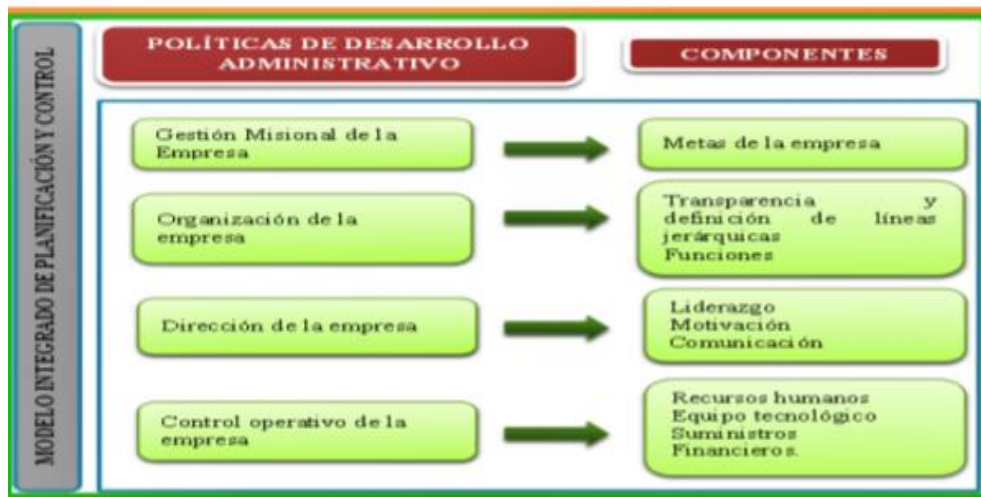 MODELO INTEGRADO DE PLANIFICACIÓN Y CONTROL
POLÍTICAS DE DESARROLLO
ADMINISTRATIVO
COMPONENTES
Gestión Misional de la
Empresa
Metas de la empresa
Organización de la
empresa
Transparencia y
definición de líneas
jerárquicas
Funciones
Dirección de la empresa
Liderazgo
Motivación
Comunicación
Control operativo de la
empresa
Recursos humanos
Equipo tecnológico
Suministros
Financieros.